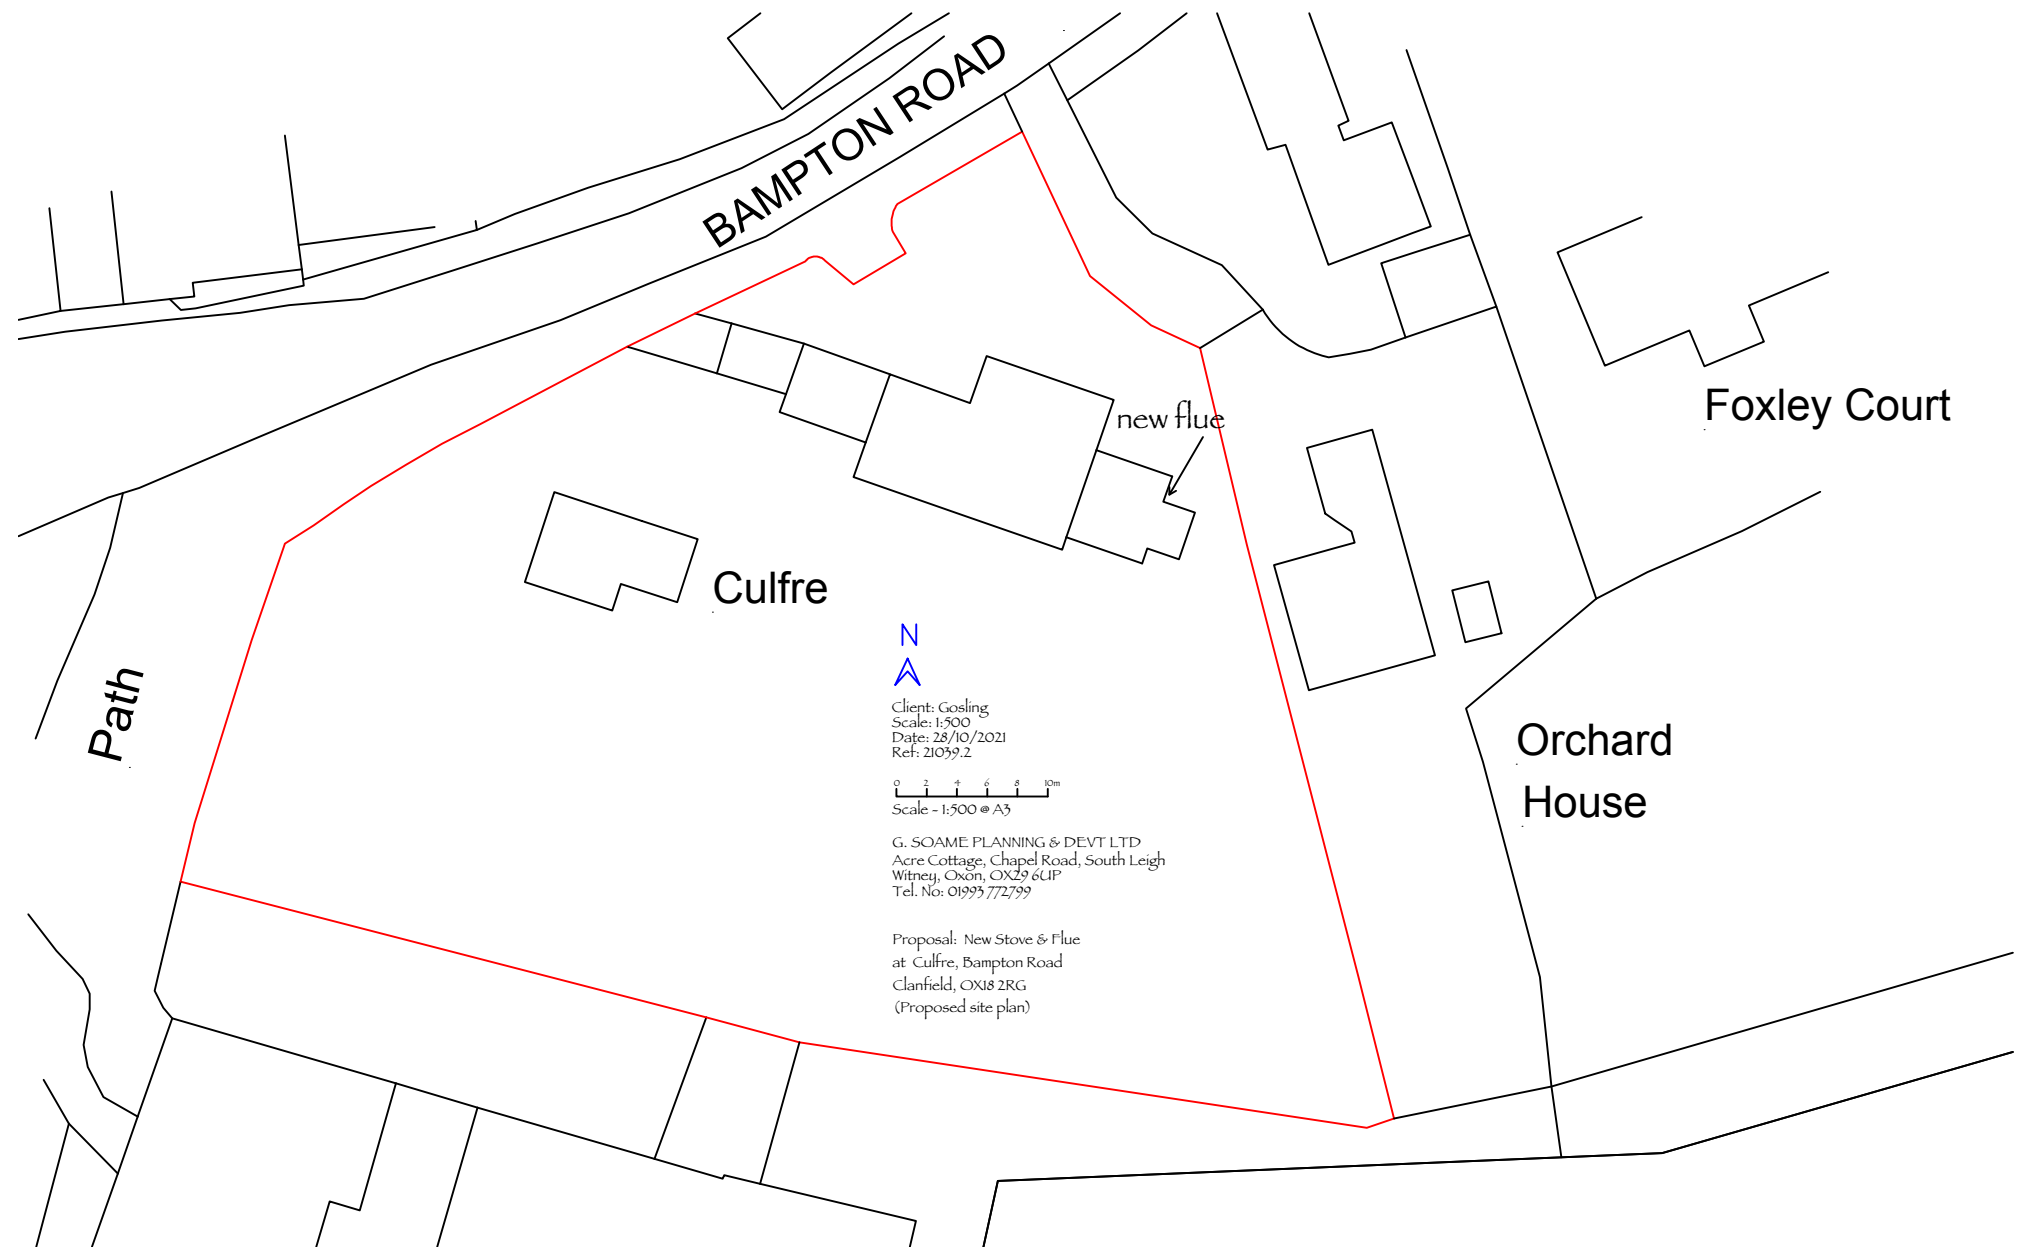 BAMPTON ROAD
Foxley Court
new flue
Culfre
Path
N
Client: Gosling
Scale: 1:500
Date: 28/10/2021
Ref: 21039.2
0 2 4 6 8 10m
Scale - 1:500 @ A3
Orchard
House
G. SOAME PLANNING & DEVT LTD
Acre Cottage, Chapel Road, South Leigh
Witney, Oxon, OX29 6UP
Tel. No: 01993 772799
Proposal: New Stove & Flue
at Culfre, Bampton Road
Clanfield, OX18 2RG
(Proposed site plan)